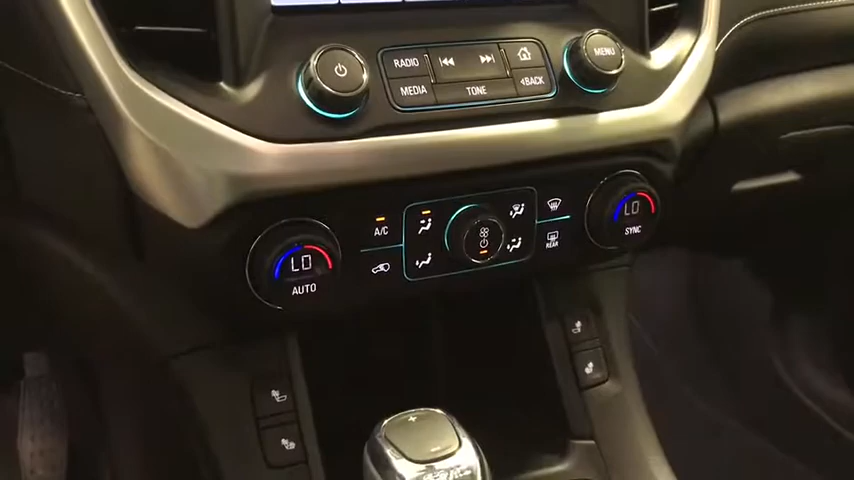 RADIO
MENU
MEDIA TONE BACK
A/C
LO
LO
AUTO
SYNC
REAR